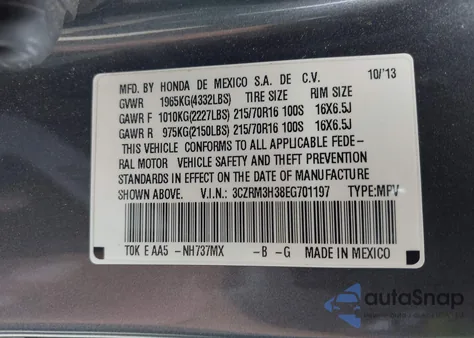 MFD. BY HONDA DE MEXICO S.A. DE C.V. 10/'13
GVWR 1965KG(4332LBS) TIRE SIZE RIM SIZE
GAWR F 1010KG(2227LBS) 215/70R16 100S 16X6.5J
GAWR R 975KG(2150LBS) 215/70R16 100S 16X6.5J
THIS VEHICLE CONFORMS TO ALL APPLICABLE FEDE-
RAL MOTOR VEHICLE SAFETY AND THEFT PREVENTION
STANDARDS IN EFFECT ON THE DATE OF MANUFACTURE
SHOWN ABOVE. V.I.N.: 3CZRM3H38EG701197 TYPE:MPV
T0K E AA5 -NH737MX -B -G MADE IN MEXICO
autoSnap